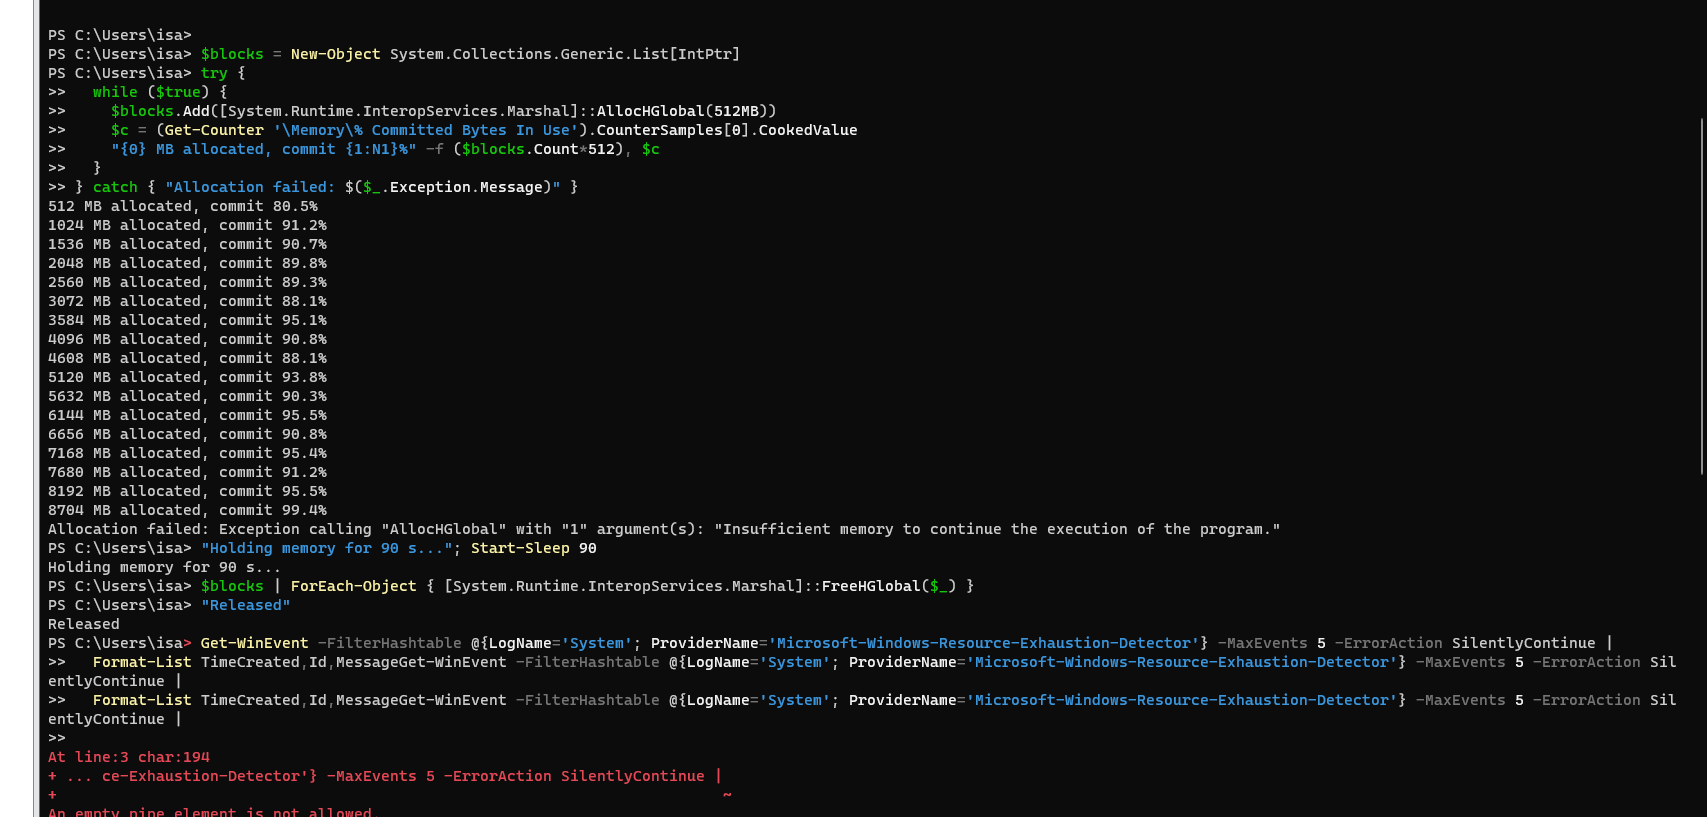 PS C:\Users\isa>
PS C:\Users\isa> $blocks = New-Object System.Collections.Generic.List[IntPtr]
PS C:\Users\isa> try {
>>   while ($true) {
>>     $blocks.Add([System.Runtime.InteropServices.Marshal]::AllocHGlobal(512MB))
>>     $c = (Get-Counter '\Memory\% Committed Bytes In Use').CounterSamples[0].CookedValue
>>     "{0} MB allocated, commit {1:N1}%" -f ($blocks.Count*512), $c
>>   }
>> } catch { "Allocation failed: $($_.Exception.Message)" }
512 MB allocated, commit 80.5%
1024 MB allocated, commit 91.2%
1536 MB allocated, commit 90.7%
2048 MB allocated, commit 89.8%
2560 MB allocated, commit 89.3%
3072 MB allocated, commit 88.1%
3584 MB allocated, commit 95.1%
4096 MB allocated, commit 90.8%
4608 MB allocated, commit 88.1%
5120 MB allocated, commit 93.8%
5632 MB allocated, commit 90.3%
6144 MB allocated, commit 95.5%
6656 MB allocated, commit 90.8%
7168 MB allocated, commit 95.4%
7680 MB allocated, commit 91.2%
8192 MB allocated, commit 95.5%
8704 MB allocated, commit 99.4%
Allocation failed: Exception calling "AllocHGlobal" with "1" argument(s): "Insufficient memory to continue the execution of the program."
PS C:\Users\isa> "Holding memory for 90 s..."; Start-Sleep 90
Holding memory for 90 s...
PS C:\Users\isa> $blocks | ForEach-Object { [System.Runtime.InteropServices.Marshal]::FreeHGlobal($_) }
PS C:\Users\isa> "Released"
Released
PS C:\Users\isa> Get-WinEvent -FilterHashtable @{LogName='System'; ProviderName='Microsoft-Windows-Resource-Exhaustion-Detector'} -MaxEvents 5 -ErrorAction SilentlyContinue |
>>   Format-List TimeCreated,Id,MessageGet-WinEvent -FilterHashtable @{LogName='System'; ProviderName='Microsoft-Windows-Resource-Exhaustion-Detector'} -MaxEvents 5 -ErrorAction Sil
entlyContinue |
>>   Format-List TimeCreated,Id,MessageGet-WinEvent -FilterHashtable @{LogName='System'; ProviderName='Microsoft-Windows-Resource-Exhaustion-Detector'} -MaxEvents 5 -ErrorAction Sil
entlyContinue |
>>
At line:3 char:194
+ ... ce-Exhaustion-Detector'} -MaxEvents 5 -ErrorAction SilentlyContinue |
+                                                                          ~
An empty pipe element is not allowed.